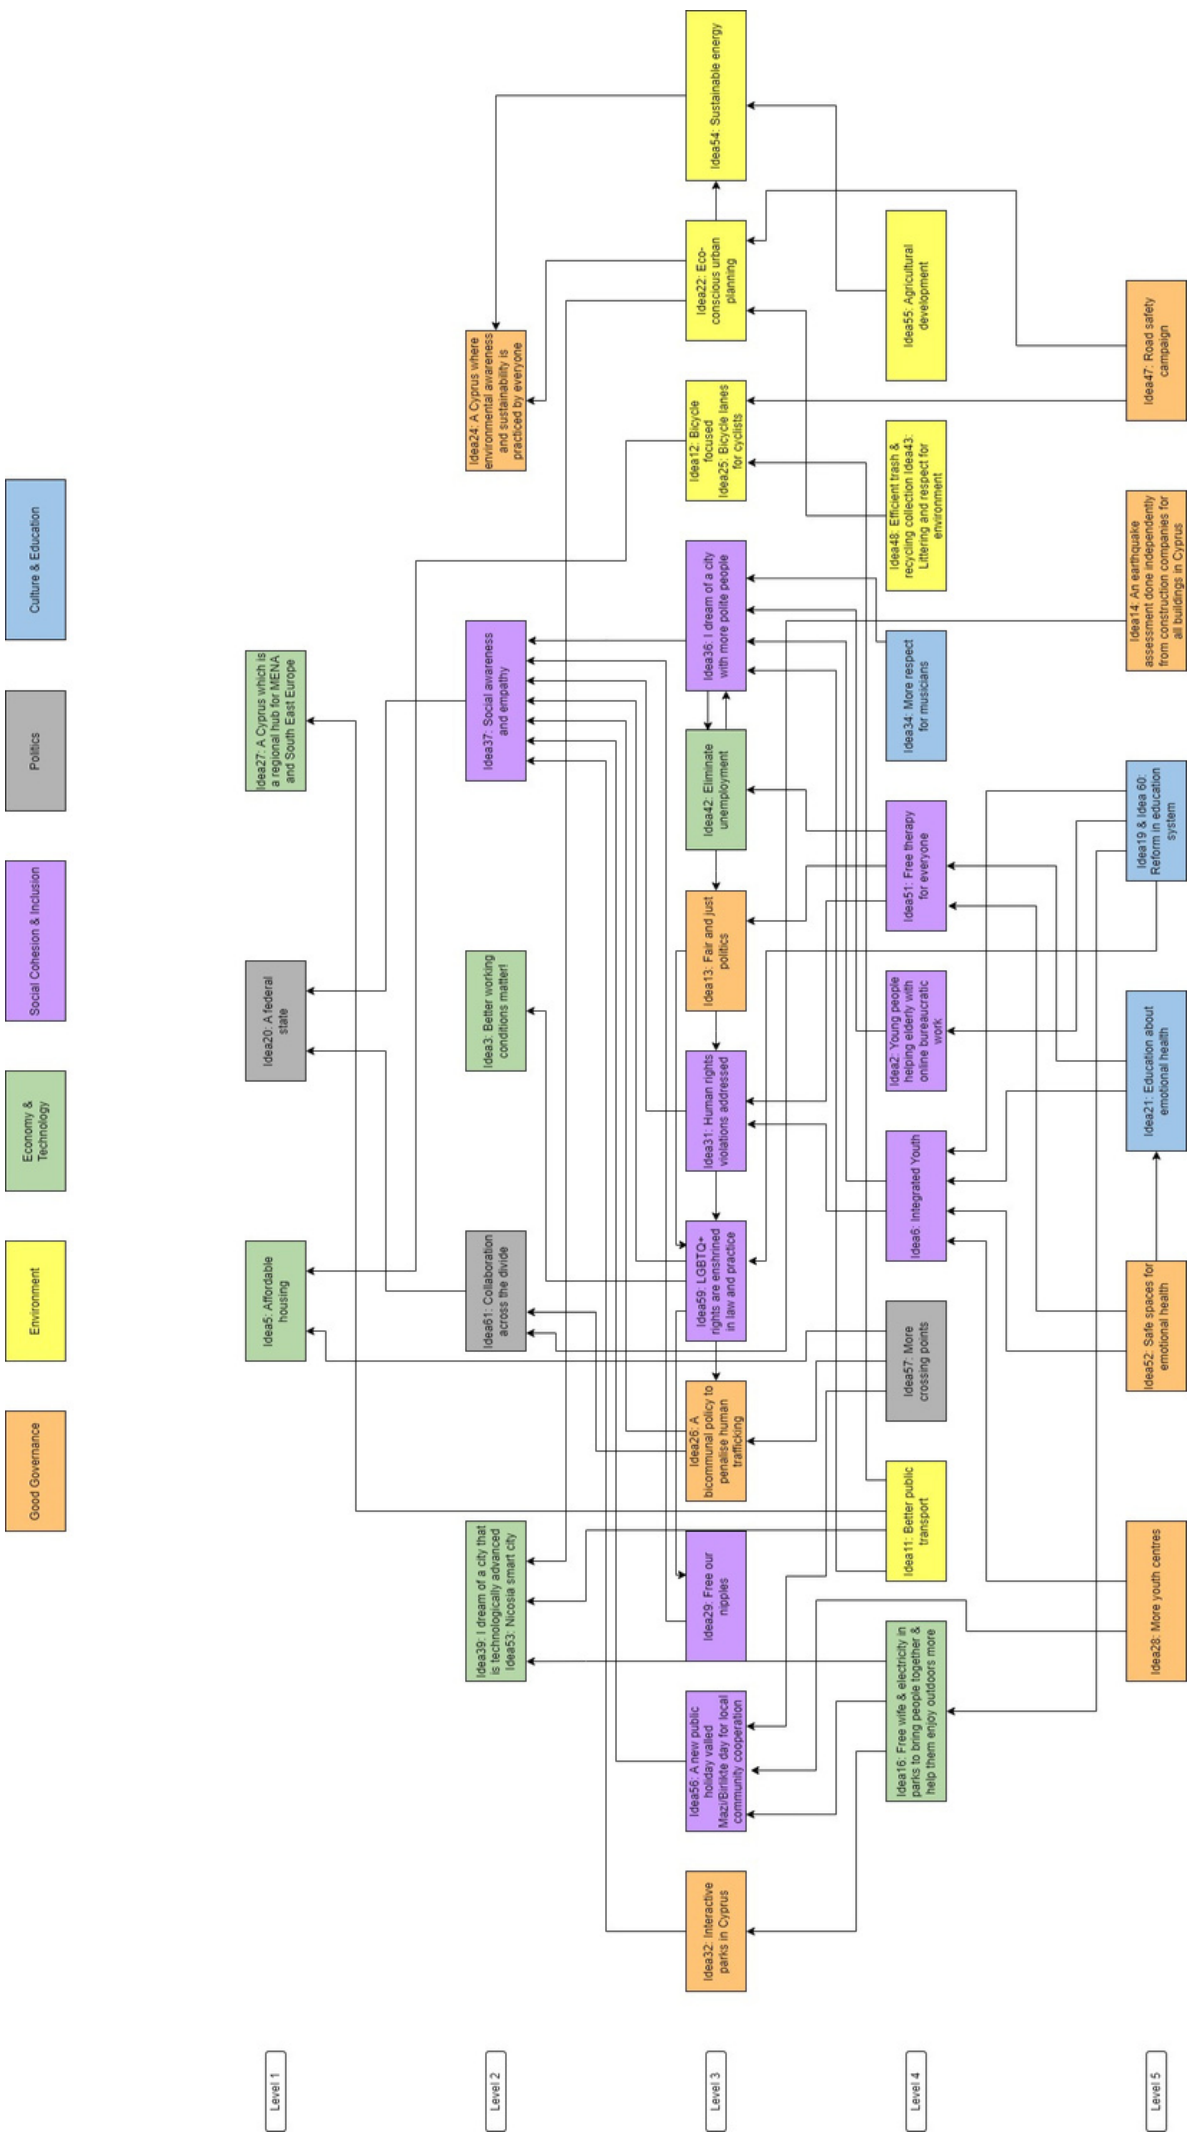 Good Governance
Environment
Economy &
Technology
Social Cohesion & Inclusion
Politics
Culture & Education
Level 1
Idea5: Affordable
housing
Idea20: A federal
state
Idea27: A Cyprus which is
a regional hub for MENA
and South East Europe
Level 2
Idea39: I dream of a city that
is technologically advanced
Idea53: Nicosia smart city
Idea61: Collaboration
across the divide
Idea3: Better working
conditions matter!
Idea37: Social awareness
and empathy
Idea24: A Cyprus where
environmental awareness
and sustainability is
practiced by everyone
Level 3
Idea32: Interactive
parks in Cyprus
Idea56: A new public
holiday valled
Mazi/Birlikte day for local
community cooperation
Idea29: Free our
nipples
Idea26: A
bicommunal policy to
penalise human
trafficking
Idea59: LGBTQ+
rights are enshrined
in law and practice
Idea31: Human rights
violations addressed
Idea13: Fair and just
politics
Idea42: Eliminate
unemployment
Idea36: I dream of a city
with more polite people
Idea12: Bicycle
focused
Idea25: Bicycle lanes
for cyclists
Idea22: Eco-
conscious urban
planning
Idea54: Sustainable energy
Level 4
Idea16: Free wife & electricity in
parks to bring people together &
help them enjoy outdoors more
Idea11: Better public
transport
Idea57: More
crossing points
Idea6: Integrated Youth
Idea2: Young people
helping elderly with
online bureaucratic
work
Idea51: Free therapy
for everyone
Idea34: More respect
for musicians
Idea48: Efficient trash &
recycling collection Idea43:
Littering and respect for
environment
Idea55: Agricultural
development
Level 5
Idea28: More youth centres
Idea52: Safe spaces for
emotional health
Idea21: Education about
emotional health
Idea19 & Idea 60:
Reform in education
system
Idea14: An earthquake
assessment done independently
from construction companies for
all buildings in Cyprus
Idea47: Road safety
campaign